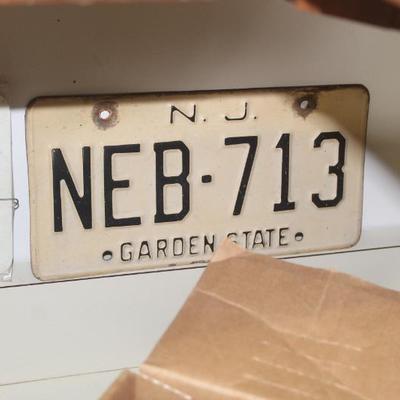 N. J.
NEB·713
GARDEN STATE